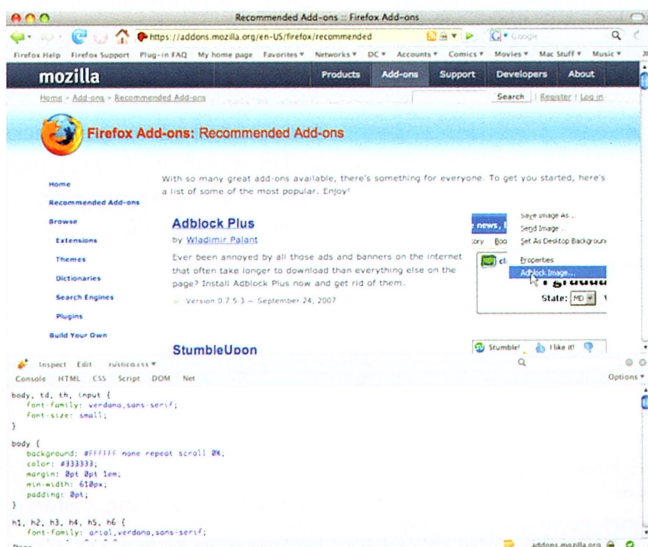 Recommended Add-ons :: Firefox Add-ons
https://addons.mozilla.org/en-US/firefox/recommended
Google
Firefox Help Firefox Support Plug-in FAQ My home page Favorites Networks DC Accounts Comics Movies Mac Stuff Music
mozilla
Products Add-ons Support Developers About
Home » Add-ons » Recommended Add-ons
Search | Register | Log in
Firefox Add-ons: Recommended Add-ons
Home
Recommended Add-ons
Browse
Extensions
Themes
Dictionaries
Search Engines
Plugins
Build Your Own
With so many great add-ons available, there's something for everyone. To get you started, here's
a list of some of the most popular. Enjoy!
Adblock Plus
by Wladimir Palant
Ever been annoyed by all those ads and banners on the internet
that often take longer to download than everything else on the
page? Install Adblock Plus now and get rid of them.
— Version 0.7.5.3 — September 24, 2007
Save Image As...
Send Image...
Set As Desktop Background
Properties
Adblock Image...
State: MD
StumbleUpon
Stumble! I like it!
Inspect Edit rustico.css
Console HTML CSS Script DOM Net
Options
body, td, th, input {
font-family: verdana,sans-serif;
font-size: small;
}
body {
background: #FFFFFF none repeat scroll 0%;
color: #333333;
margin: 0pt 0pt 1em;
min-width: 610px;
padding: 0pt;
}
h1, h2, h3, h4, h5, h6 {
font-family: arial,verdana,sans-serif;
Done
addons.mozilla.org